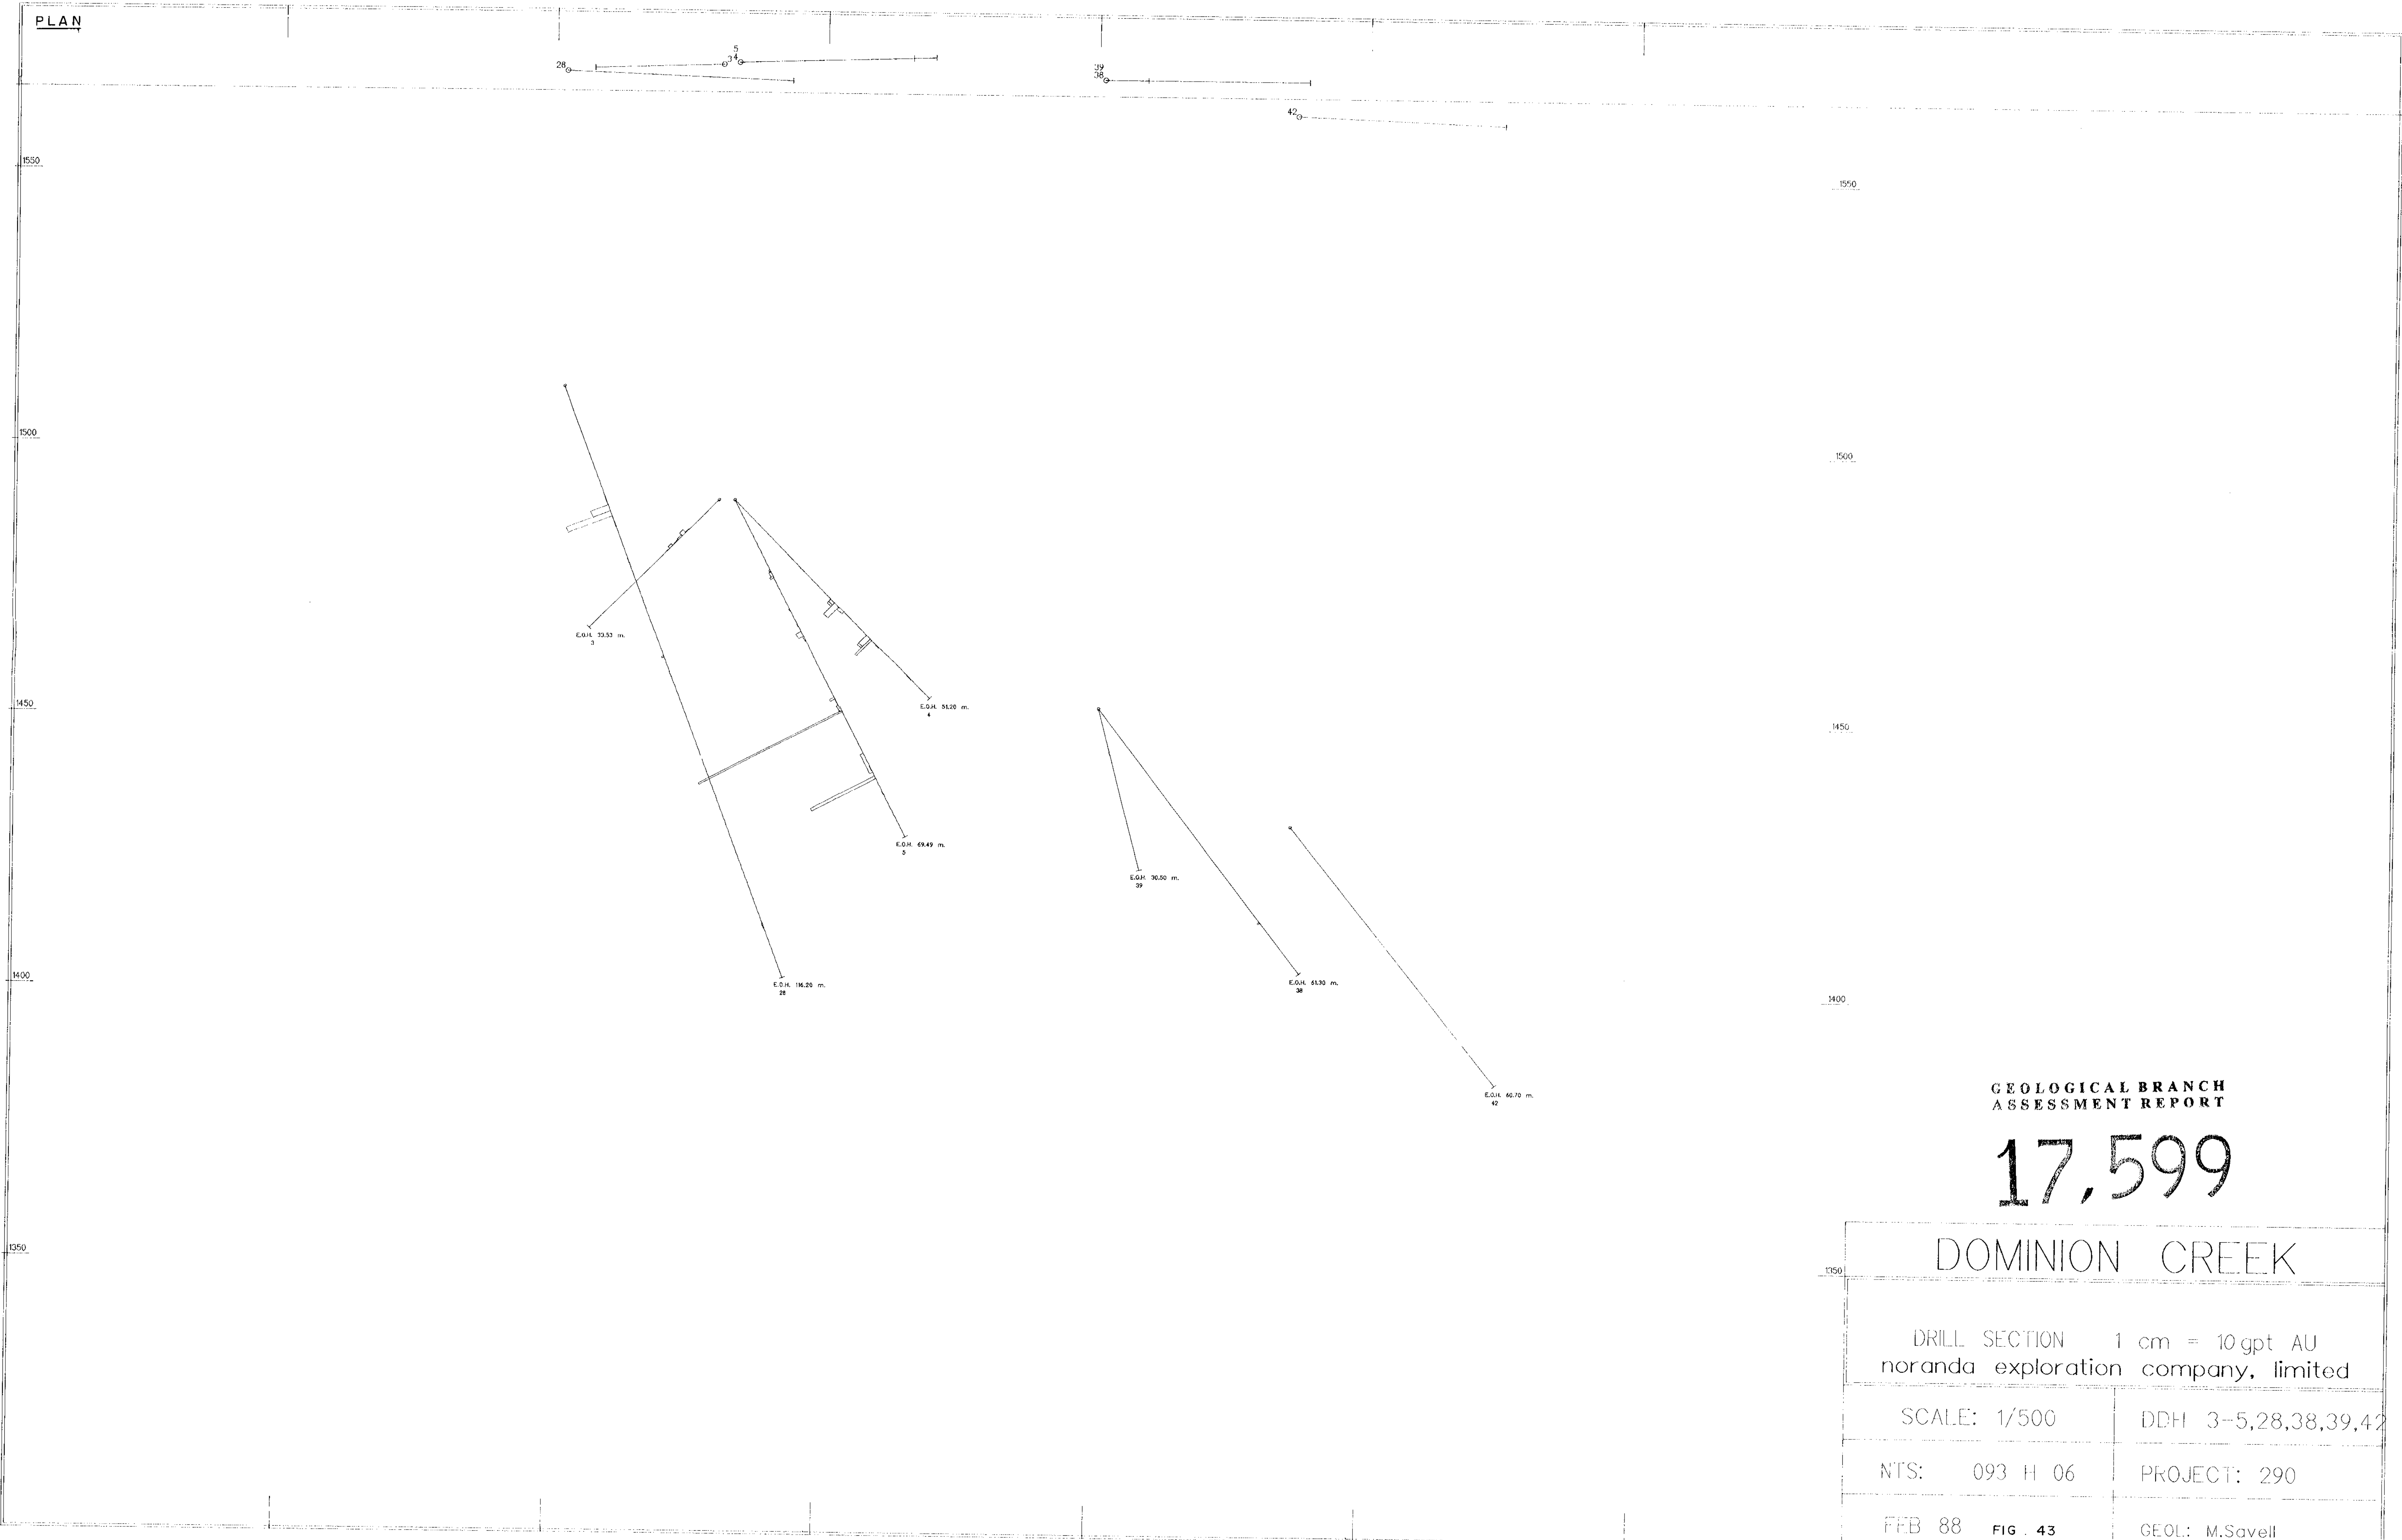 PLAN
5
28
3 4
39
38
42
1550
1550
1500
1500
E.O.H. 33.53 m.
3
1450
E.O.H. 51.20 m.
4
1450
E.O.H. 69.49 m.
5
E.O.H. 30.50 m.
39
1400
E.O.H. 116.20 m.
28
E.O.H. 61.30 m.
38
1400
E.O.H. 60.70 m.
42
GEOLOGICAL BRANCH
ASSESSMENT REPORT
17,599
1350
1350
DOMINION CREEK
DRILL SECTION 1 cm = 10 gpt AU
noranda exploration company, limited
SCALE: 1/500 DDH 3-5,28,38,39,42
NTS: 093 H 06 PROJECT: 290
FEB 88 FIG. 43 GEOL: M.Savell